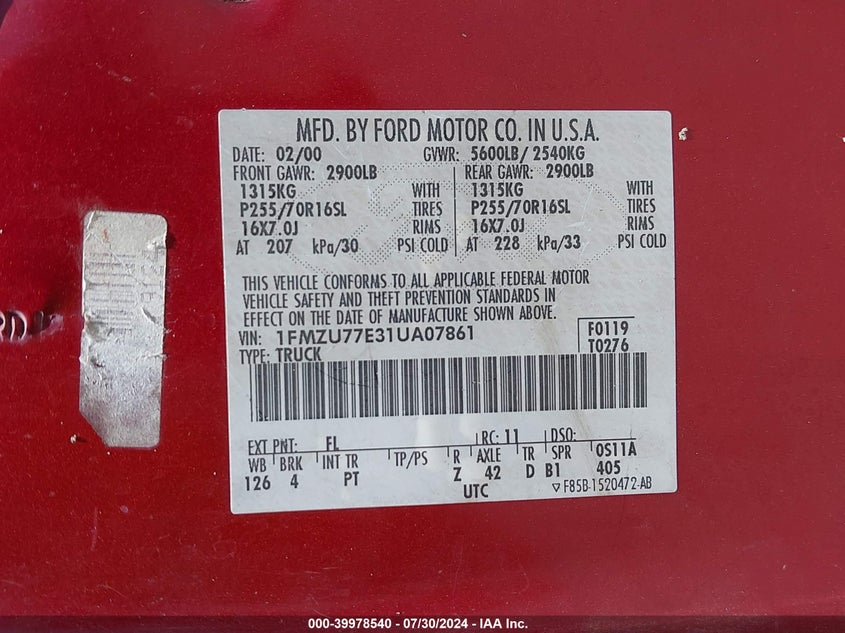 MFD. BY FORD MOTOR CO. IN U.S.A.
DATE: 02/00 GVWR: 5600LB/ 2540KG
FRONT GAWR: 2900LB REAR GAWR: 2900LB
1315KG WITH 1315KG WITH
P255/70R16SL TIRES P255/70R16SL TIRES
16X7.0J RIMS 16X7.0J RIMS
AT 207 kPa/30 PSI COLD AT 228 kPa/33 PSI COLD
THIS VEHICLE CONFORMS TO ALL APPLICABLE FEDERAL MOTOR
VEHICLE SAFETY AND THEFT PREVENTION STANDARDS IN
EFFECT ON THE DATE OF MANUFACTURE SHOWN ABOVE.
VIN: 1FMZU77E31UA07861 F0119
TYPE: TRUCK T0276
EXT PNT: FL RC: 11 DSO:
WB BRK INT TR TP/PS R AXLE TR SPR 0S11A
126 4 PT Z 42 D B1 405
UTC ▽F85B-1520472-AB
000-39978540 - 07/30/2024 - IAA Inc.